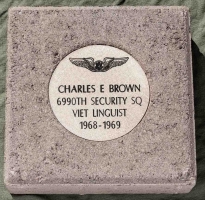 CHARLES E BROWN
6990TH SECURITY SQ
VIET LINGUIST
1968-1969